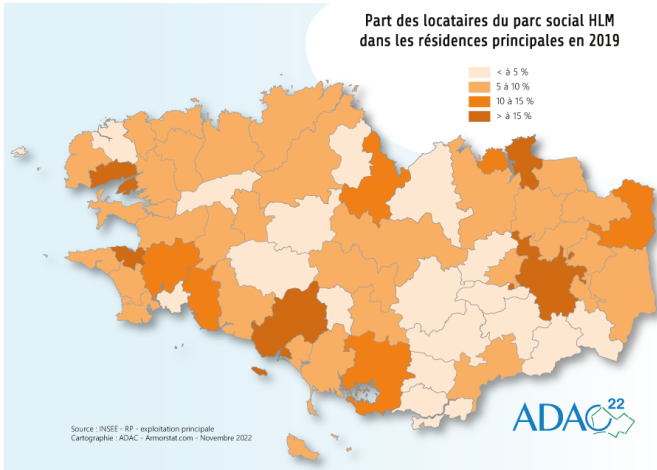 Part des locataires du parc social HLM
dans les résidences principales en 2019
< à 5 %
5 à 10 %
10 à 15 %
> à 15 %
Source : INSEE - RP - exploitation principale
Cartographie : ADAC - Armorstat.com - Novembre 2022
ADAC 22